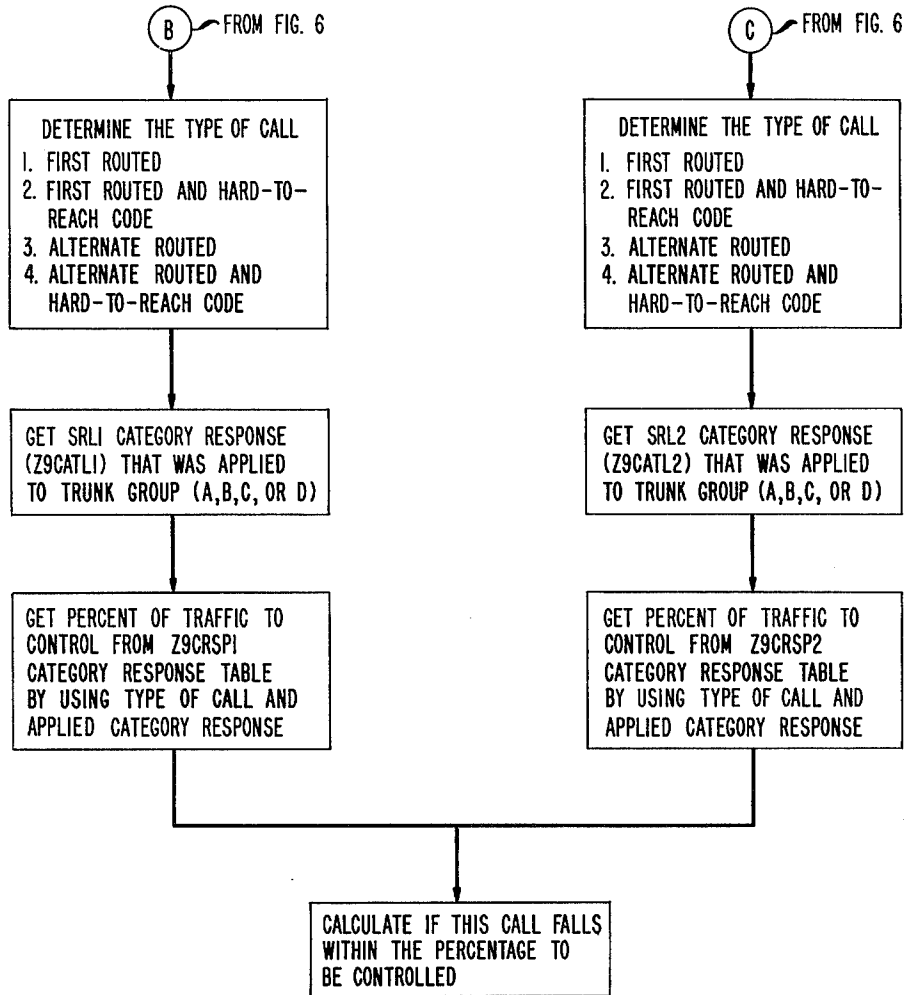 B FROM FIG. 6
DETERMINE THE TYPE OF CALL
1. FIRST ROUTED
2. FIRST ROUTED AND HARD-TO-
REACH CODE
3. ALTERNATE ROUTED
4. ALTERNATE ROUTED AND
HARD-TO-REACH CODE
GET SRL1 CATEGORY RESPONSE
(Z9CATL1) THAT WAS APPLIED
TO TRUNK GROUP (A,B,C, OR D)
GET PERCENT OF TRAFFIC TO
CONTROL FROM Z9CRSP1
CATEGORY RESPONSE TABLE
BY USING TYPE OF CALL AND
APPLIED CATEGORY RESPONSE
C FROM FIG. 6
DETERMINE THE TYPE OF CALL
1. FIRST ROUTED
2. FIRST ROUTED AND HARD-TO-
REACH CODE
3. ALTERNATE ROUTED
4. ALTERNATE ROUTED AND
HARD-TO-REACH CODE
GET SRL2 CATEGORY RESPONSE
(Z9CATL2) THAT WAS APPLIED
TO TRUNK GROUP (A,B,C, OR D)
GET PERCENT OF TRAFFIC TO
CONTROL FROM Z9CRSP2
CATEGORY RESPONSE TABLE
BY USING TYPE OF CALL AND
APPLIED CATEGORY RESPONSE
CALCULATE IF THIS CALL FALLS
WITHIN THE PERCENTAGE TO
BE CONTROLLED